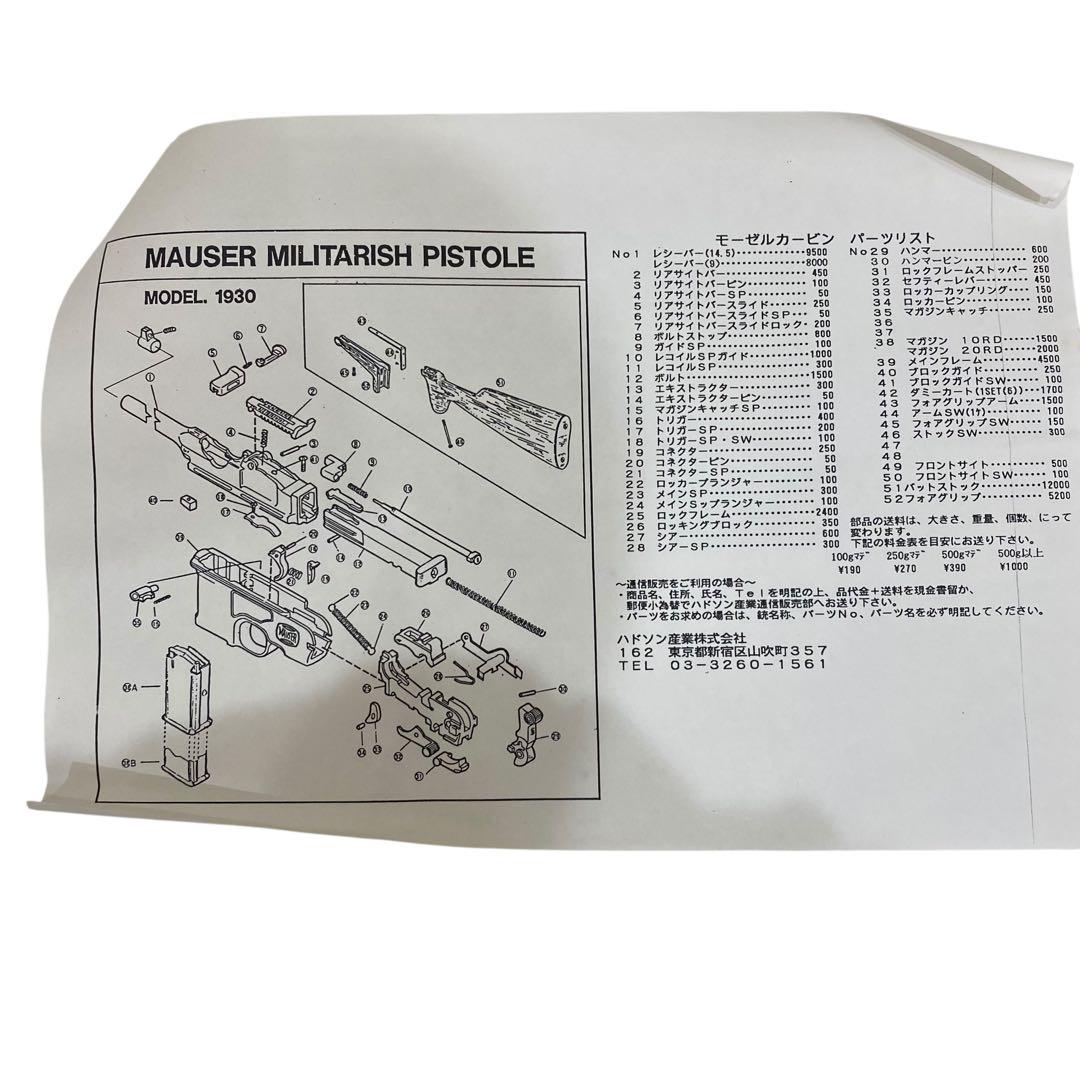 MAUSER MILITARISH PISTOLE
MODEL. 1930
モーゼルカービン パーツリスト
No1 レシーバー(14.5)・・・・・・・・・・9500
レシーバー(9)・・・・・・・・・・8000
2 リアサイトバー・・・・・・・・・・450
3 リアサイトバーピン・・・・・・・・・・100
4 リアサイトバーSP・・・・・・・・・・50
5 リアサイトバースライド・・・・・・・・・・250
6 リアサイトバースライドSP・・・50
7 リアサイトバースライドロック・200
8 ボルトストップ・・・・・・・・・・800
9 ガイドSP・・・・・・・・・・100
10 レコイルSPガイド・・・・・・・・・・1000
11 レコイルSP・・・・・・・・・・300
12 ボルト・・・・・・・・・・1500
13 エキストラクター・・・・・・・・・・300
14 エキストラクターピン・・・・・・・・・・50
15 マガジンキャッチSP・・・・・・・・・・100
16 トリガー・・・・・・・・・・400
17 トリガーSP・・・・・・・・・・200
18 トリガーSP・SW・・・・・・・・・・100
19 コネクター・・・・・・・・・・250
20 コネクターピン・・・・・・・・・・50
21 コネクターSP・・・・・・・・・・50
22 ロッカープランジャー・・・・・・・・・・100
23 メインSP・・・・・・・・・・300
24 メインSップランジャー・・・・・・・・・・100
25 ロックフレーム・・・・・・・・・・2400
26 ロッキングブロック・・・・・・・・・・350
27 シアー・・・・・・・・・・600
28 シアーSP・・・・・・・・・・300
No29 ハンマー・・・・・・・・・・600
30 ハンマーピン・・・・・・・・・・200
31 ロックフレームストッパー 250
32 セフティーレバー・・・・・・450
33 ロッカーカップリング・・・・150
34 ロッカーピン・・・・・・・・・・100
35 マガジンキャッチ・・・・・・250
36
37
38 マガジン 10RD・・・・・1500
マガジン 20RD・・・・・2000
39 メインフレーム・・・・・・・・4500
40 ブロックガイド・・・・・・・・250
41 ブロックガイドSW・・・・・・100
42 ダミーカート(1SET(6))・・・1700
43 フォアグリップアーム・・・・1500
44 アームSW(1ケ)・・・・・・・・100
45 フォアグリップSW・・・・・・150
46 ストックSW・・・・・・・・・・300
47
48
49 フロントサイト・・・・・・・・500
50 フロントサイトSW・・・・・・100
51 バットストック・・・・・・・・12000
52 フォアグリップ・・・・・・・・5200
部品の送料は、大きさ、重量、個数、にって
変わります。
下記の料金表を目安にお送り下さい。
100gマデ 250gマデ 500gマデ 500g以上
¥190 ¥270 ¥390 ¥1000
～通信販売をご利用の場合～
・商品名、住所、氏名、Telを明記の上、品代金+送料を現金書留か、
郵便小為替でハドソン産業通信販売部へお送り下さい。
・パーツをお求めの場合は、銃名称、パーツNo、パーツ名を必ず明記してください。
ハドソン産業株式会社
162 東京都新宿区山吹町357
TEL 03-3260-1561
MAUSER